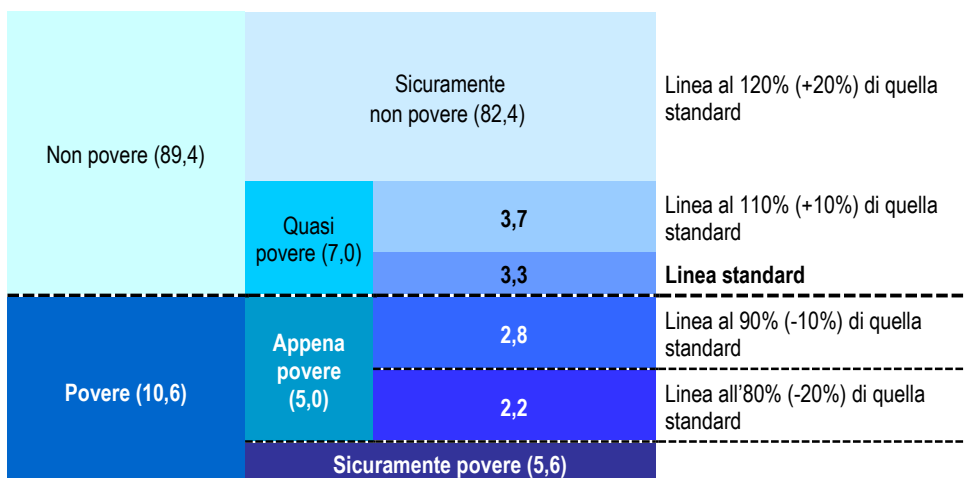 Sicuramente
non povere (82,4)
Linea al 120% (+20%) di quella
standard
Non povere (89,4)
Quasi
povere (7,0)
3,7
Linea al 110% (+10%) di quella
standard
3,3
Linea standard
Povere (10,6)
Appena
povere
(5,0)
2,8
Linea al 90% (-10%) di quella
standard
2,2
Linea all'80% (-20%) di quella
standard
Sicuramente povere (5,6)